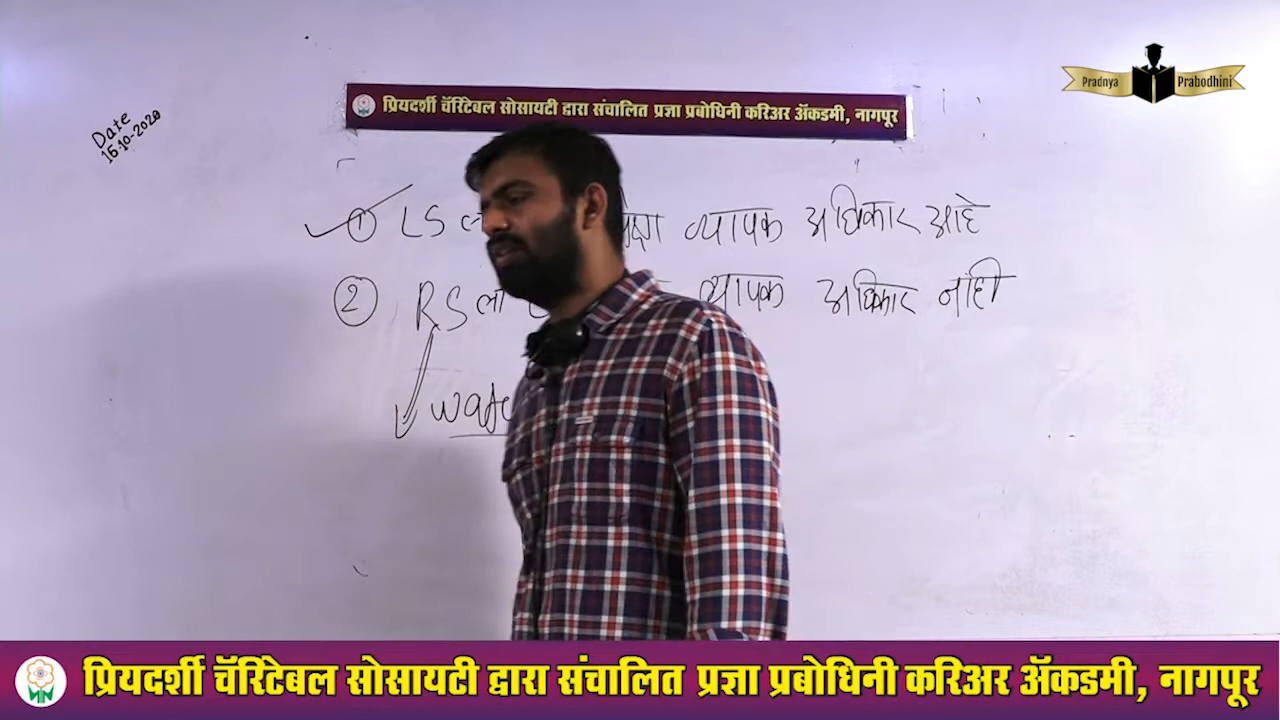 Pradnya Prabodhini
प्रियदर्शी चॅरिटेबल सोसायटी द्वारा संचालित प्रज्ञा प्रबोधिनी करिअर ॲकडमी, नागपूर
Date
15-10-2020
① LS व्यापक अधिकार आहे
② RS ला व्यापक अधिकार नाही
प्रियदर्शी चॅरिटेबल सोसायटी द्वारा संचालित प्रज्ञा प्रबोधिनी करिअर ॲकडमी, नागपूर